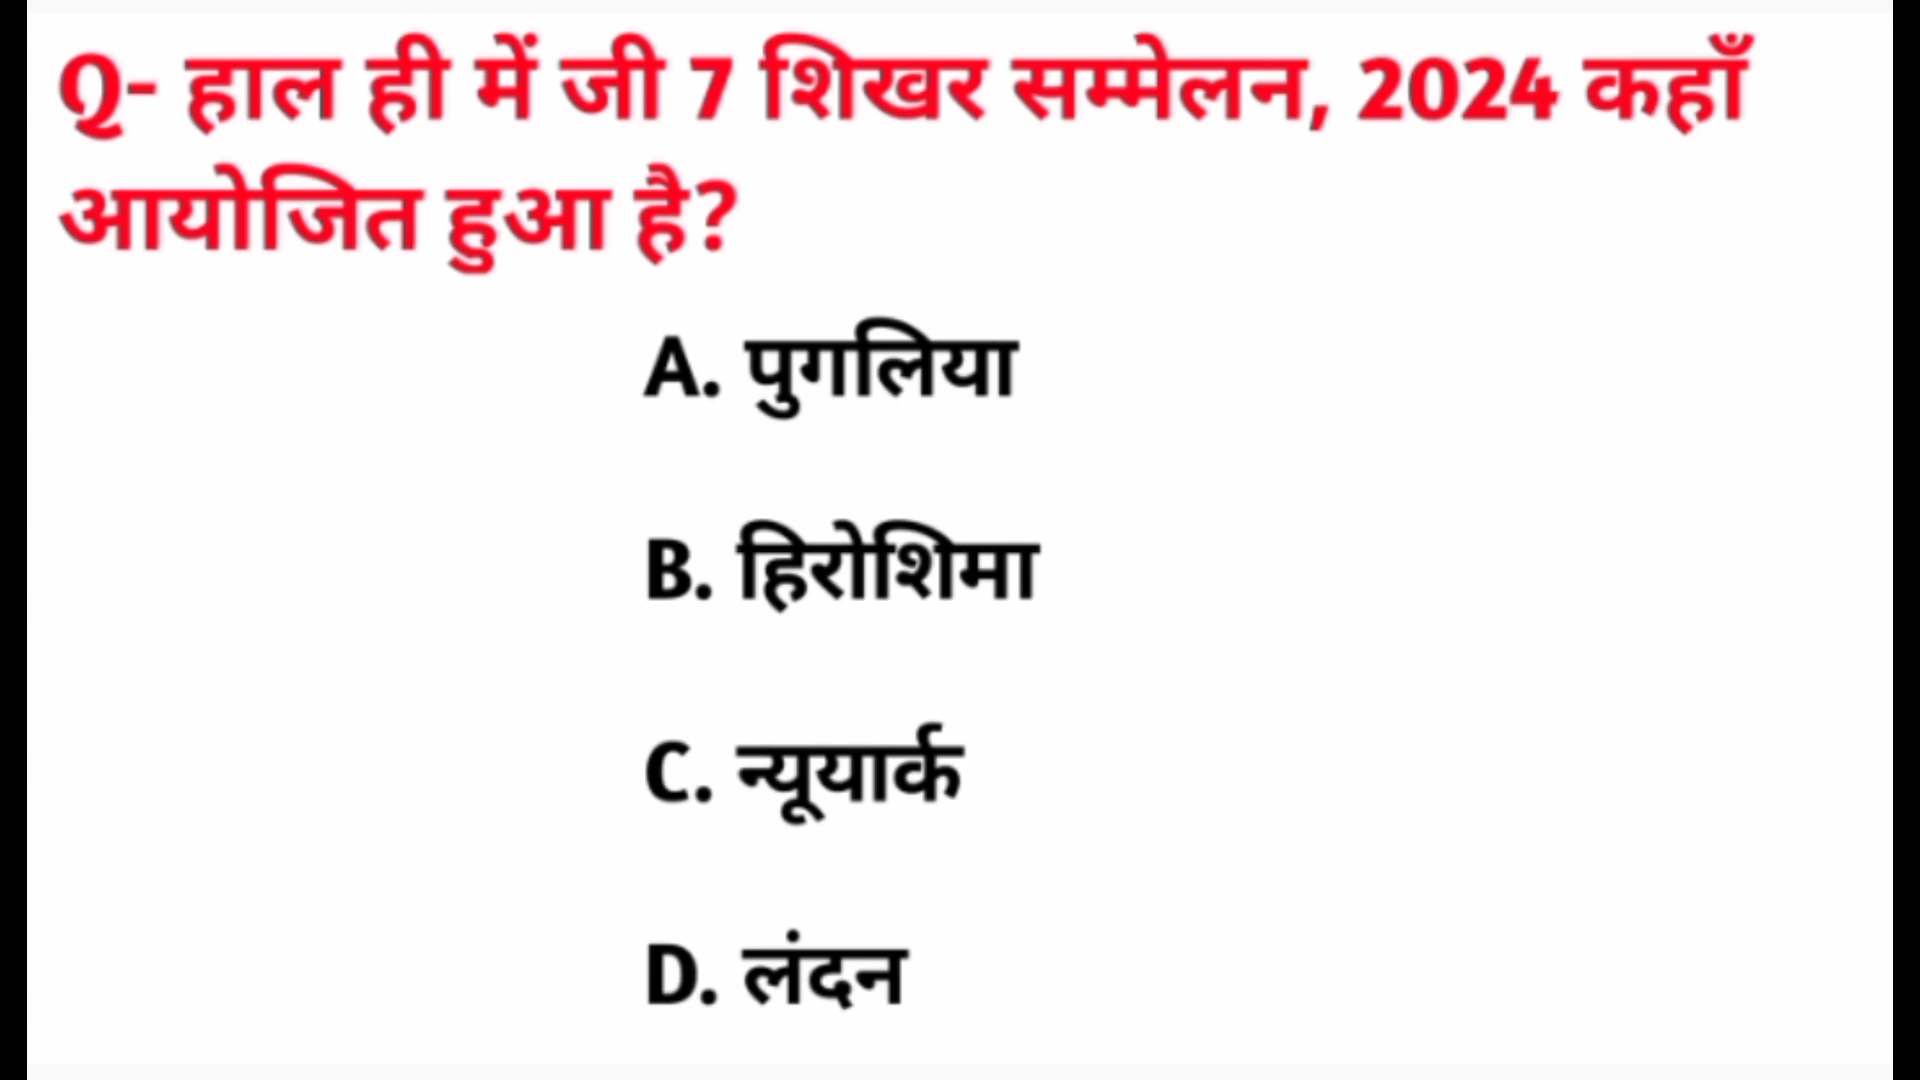 Q- हाल ही में जी 7 शिखर सम्मेलन, 2024 कहाँ
आयोजित हुआ है?
A. पुगलिया
B. हिरोशिमा
C. न्यूयार्क
D. लंदन